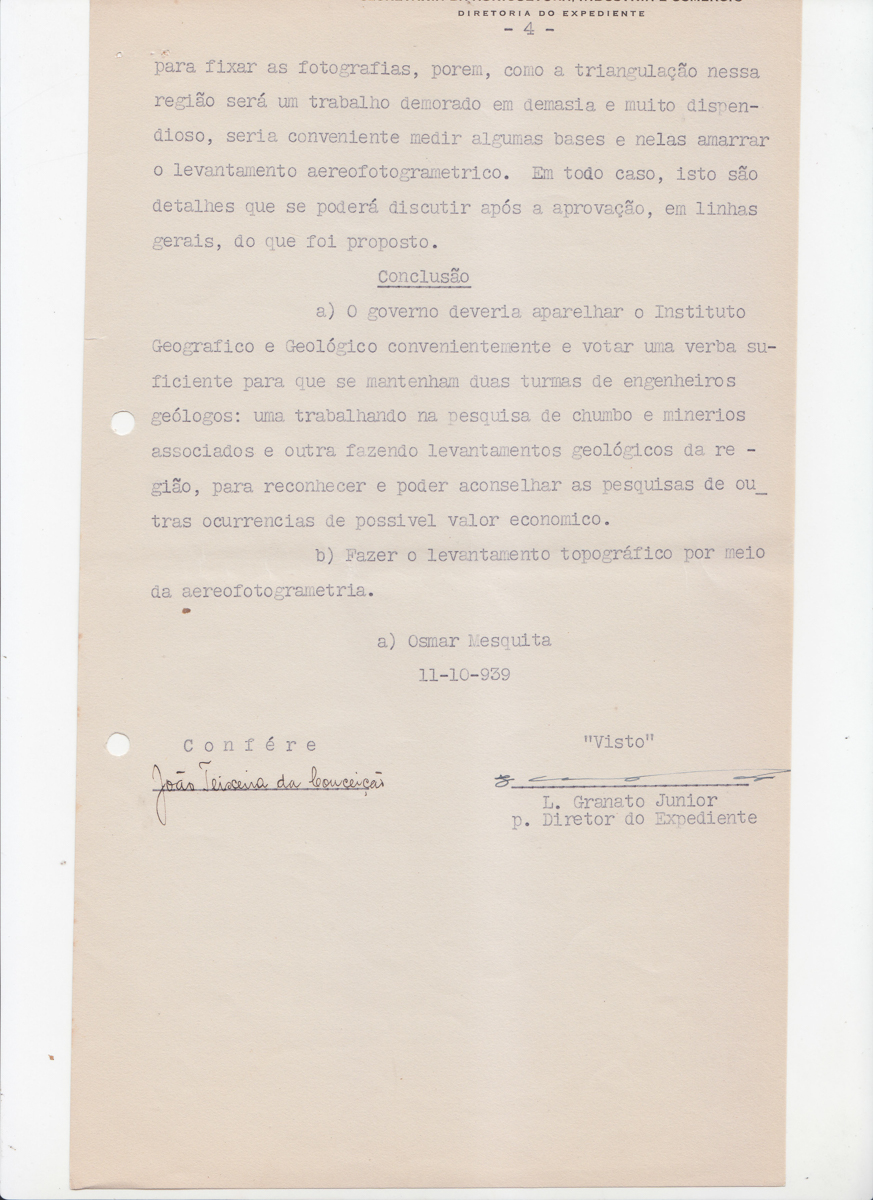 SECRETARIA DA AGRICULTURA, INDUSTRIA E COMERCIO
DIRETORIA DO EXPEDIENTE
- 4 -
para fixar as fotografias, porem, como a triangulação nessa
região será um trabalho demorado em demasia e muito dispen-
dioso, seria conveniente medir algumas bases e nelas amarrar
o levantamento aereofotogrametrico. Em todo caso, isto são
detalhes que se poderá discutir após a aprovação, em linhas
gerais, do que foi proposto.
Conclusão
a) O governo deveria aparelhar o Instituto
Geografico e Geológico convenientemente e votar uma verba su-
ficiente para que se mantenham duas turmas de engenheiros
geólogos: uma trabalhando na pesquisa de chumbo e minerios
associados e outra fazendo levantamentos geológicos da re -
gião, para reconhecer e poder aconselhar as pesquisas de ou_
tras ocurrencias de possivel valor economico.
b) Fazer o levantamento topográfico por meio
da aereofotogrametria.
a) Osmar Mesquita
11-10-939
C o n f é r e
"Visto"
João Teixeira da Conceição
L. Granato Junior
p. Diretor do Expediente